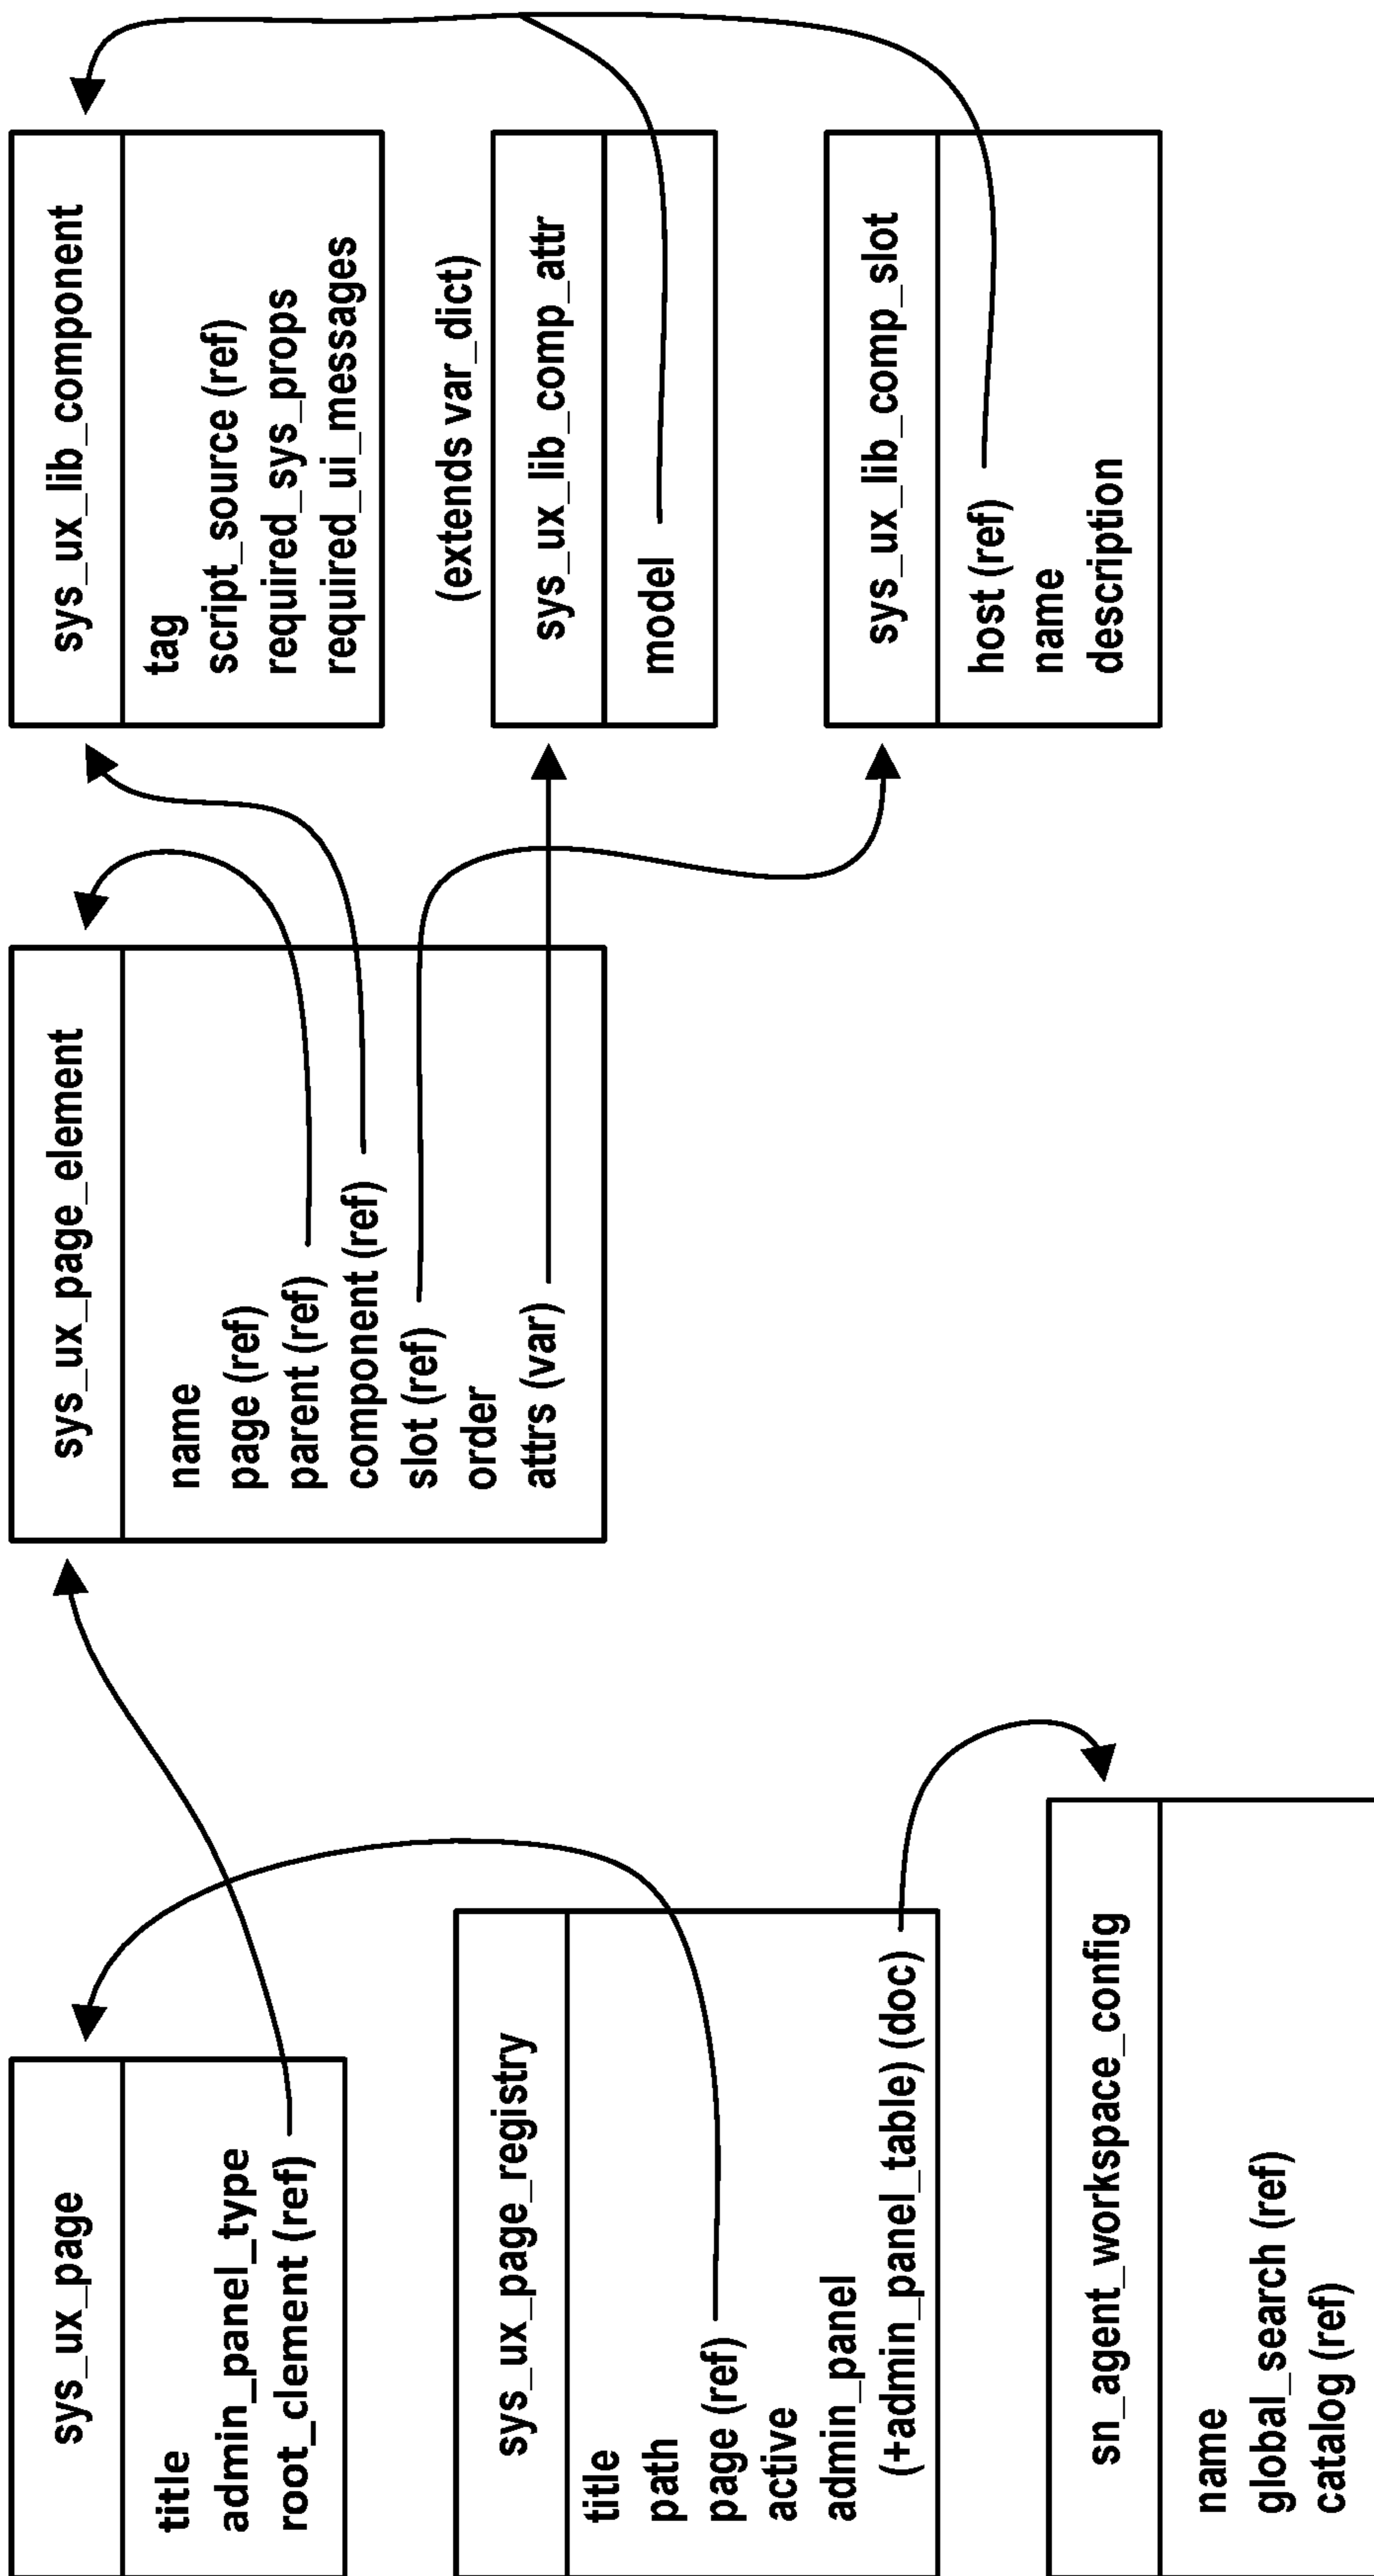 sys_ux_page
title
admin_panel_type
root_clement (ref)
sys_ux_page_registry
title
path
page (ref)
active
admin_panel
(+admin_panel_table) (doc)
sn_agent_workspace_config
name
global_search (ref)
catalog (ref)
sys_ux_page_element
name
page (ref)
parent (ref)
component (ref)
slot (ref)
order
attrs (var)
sys_ux_lib_component
tag
script_source (ref)
required_sys_props
required_ui_messages
(extends var_dict)
sys_ux_lib_comp_attr
model
sys_ux_lib_comp_slot
host (ref)
name
description